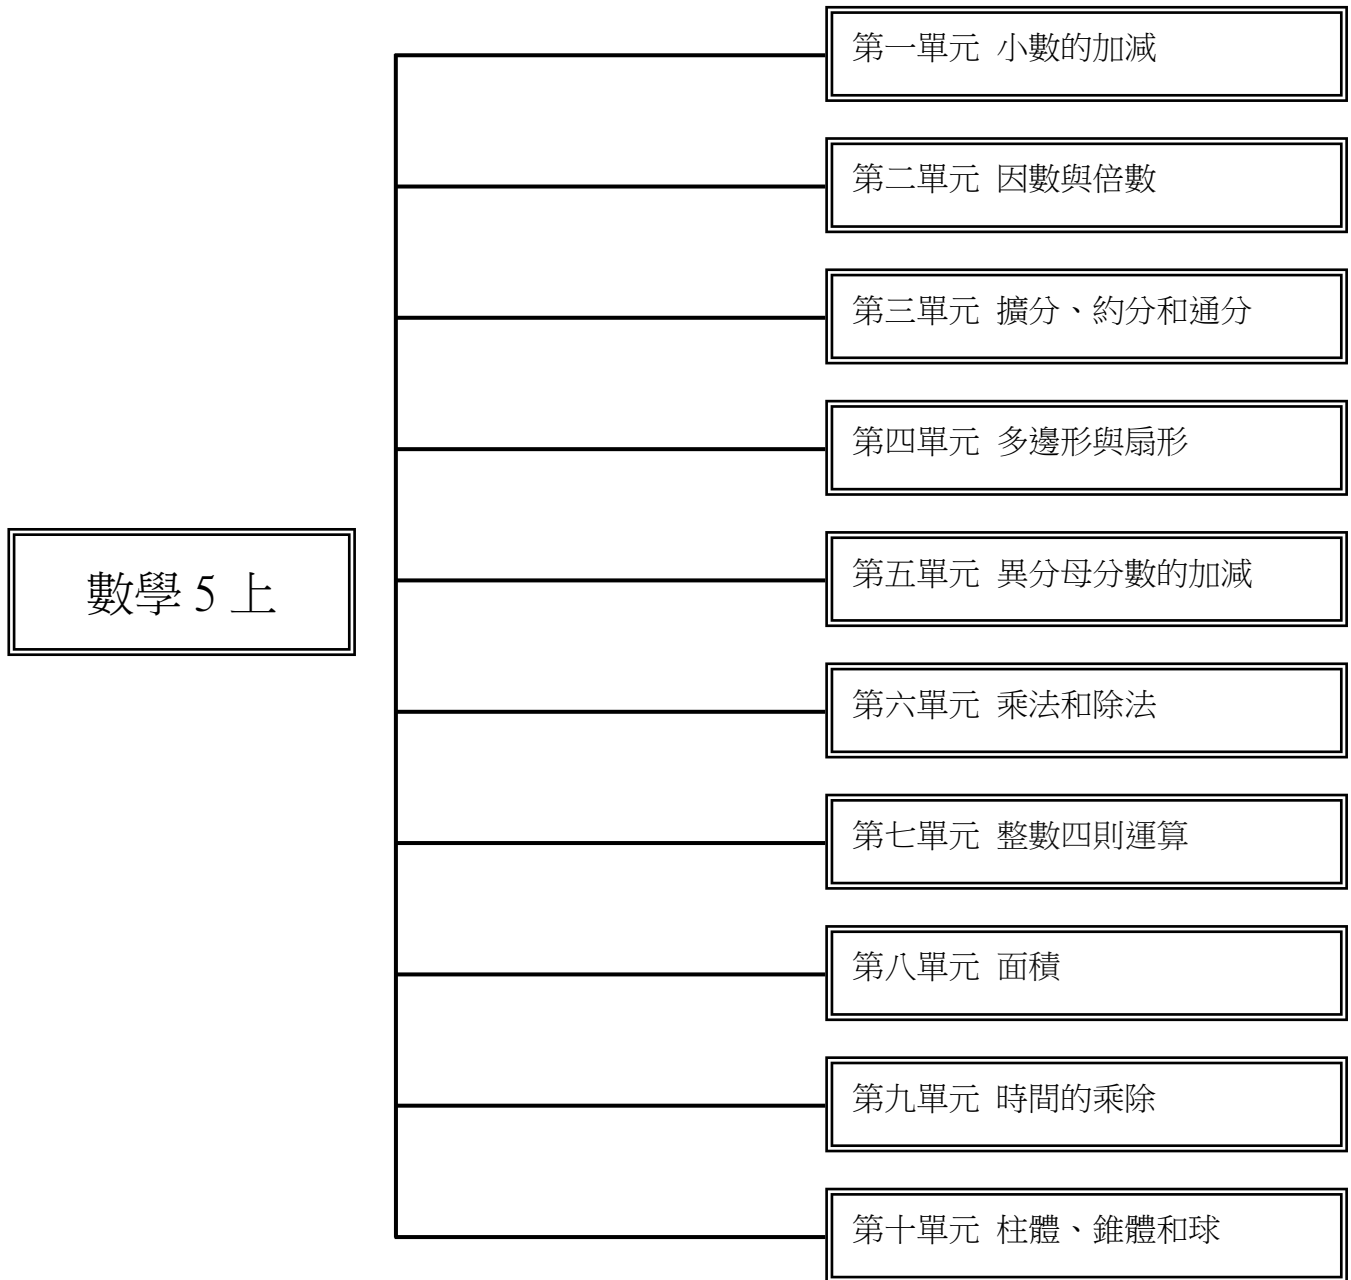 第一單元 小數的加減
第二單元 因數與倍數
第三單元 擴分、約分和通分
第四單元 多邊形與扇形
第五單元 異分母分數的加減
數學 5 上
第六單元 乘法和除法
第七單元 整數四則運算
第八單元 面積
第九單元 時間的乘除
第十單元 柱體、錐體和球